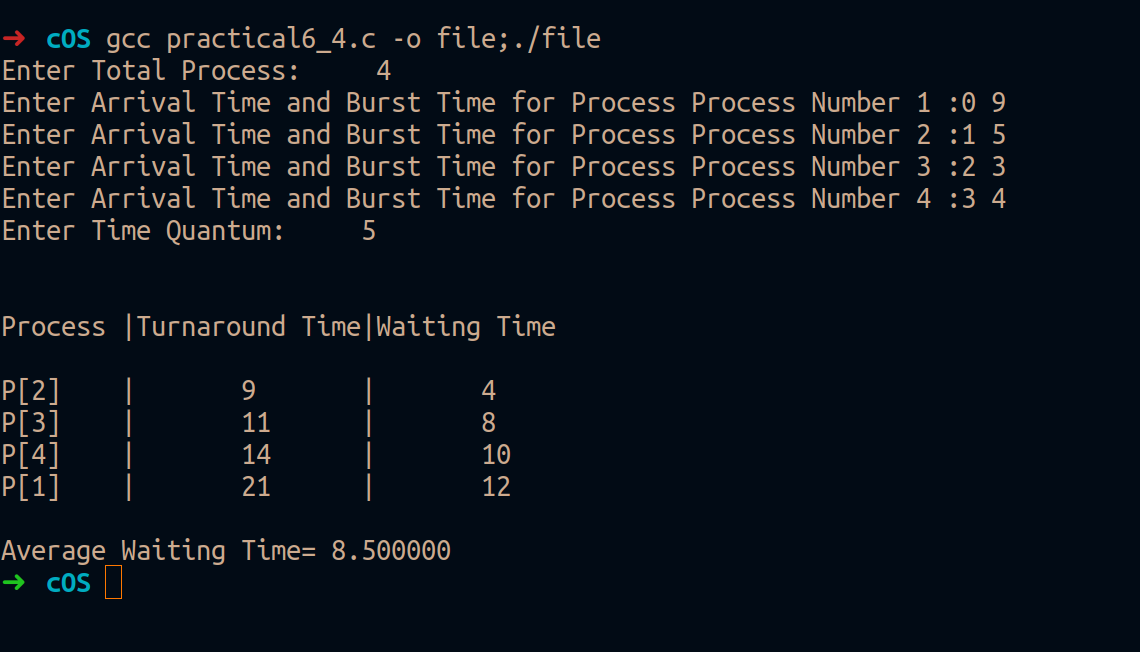 ➜ cOS gcc practical6_4.c -o file;./file
Enter Total Process:     4
Enter Arrival Time and Burst Time for Process Process Number 1 :0 9
Enter Arrival Time and Burst Time for Process Process Number 2 :1 5
Enter Arrival Time and Burst Time for Process Process Number 3 :2 3
Enter Arrival Time and Burst Time for Process Process Number 4 :3 4
Enter Time Quantum:     5
Process |Turnaround Time|Waiting Time
P[2]    |       9       |       4
P[3]    |       11      |       8
P[4]    |       14      |       10
P[1]    |       21      |       12
Average Waiting Time= 8.500000
➜ cOS